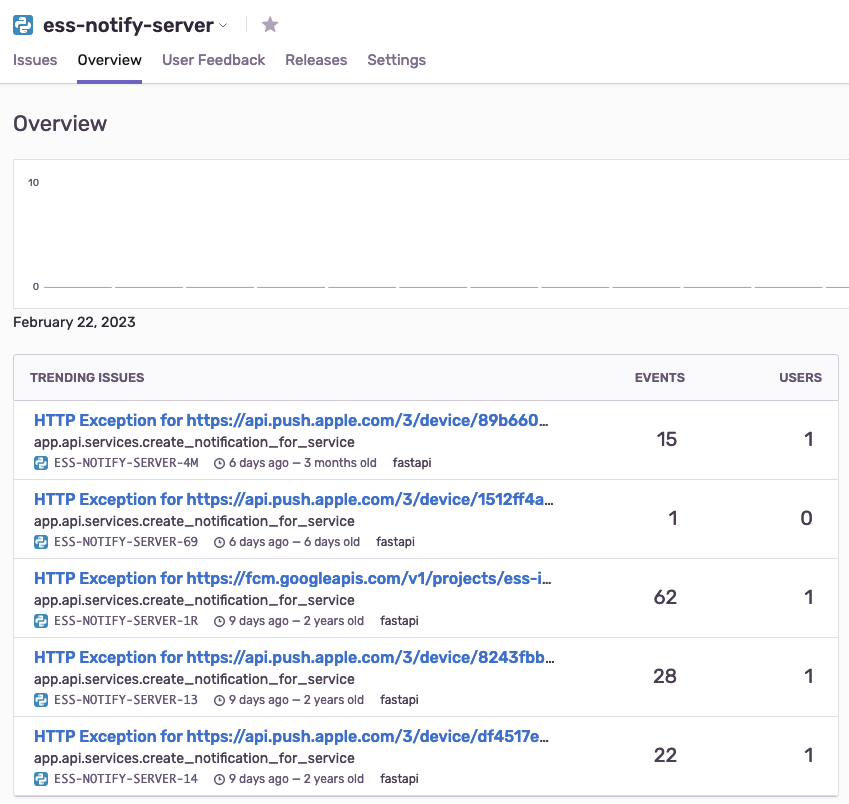 ess-notify-server
Issues Overview User Feedback Releases Settings
Overview
10
0
February 22, 2023
TRENDING ISSUES EVENTS USERS
HTTP Exception for https://api.push.apple.com/3/device/89b660…
app.api.services.create_notification_for_service
ESS-NOTIFY-SERVER-4M 6 days ago — 3 months old fastapi
15 1
HTTP Exception for https://api.push.apple.com/3/device/1512ff4a…
app.api.services.create_notification_for_service
ESS-NOTIFY-SERVER-69 6 days ago — 6 days old fastapi
1 0
HTTP Exception for https://fcm.googleapis.com/v1/projects/ess-i…
app.api.services.create_notification_for_service
ESS-NOTIFY-SERVER-1R 9 days ago — 2 years old fastapi
62 1
HTTP Exception for https://api.push.apple.com/3/device/8243fbb…
app.api.services.create_notification_for_service
ESS-NOTIFY-SERVER-13 9 days ago — 2 years old fastapi
28 1
HTTP Exception for https://api.push.apple.com/3/device/df4517e…
app.api.services.create_notification_for_service
ESS-NOTIFY-SERVER-14 9 days ago — 2 years old fastapi
22 1